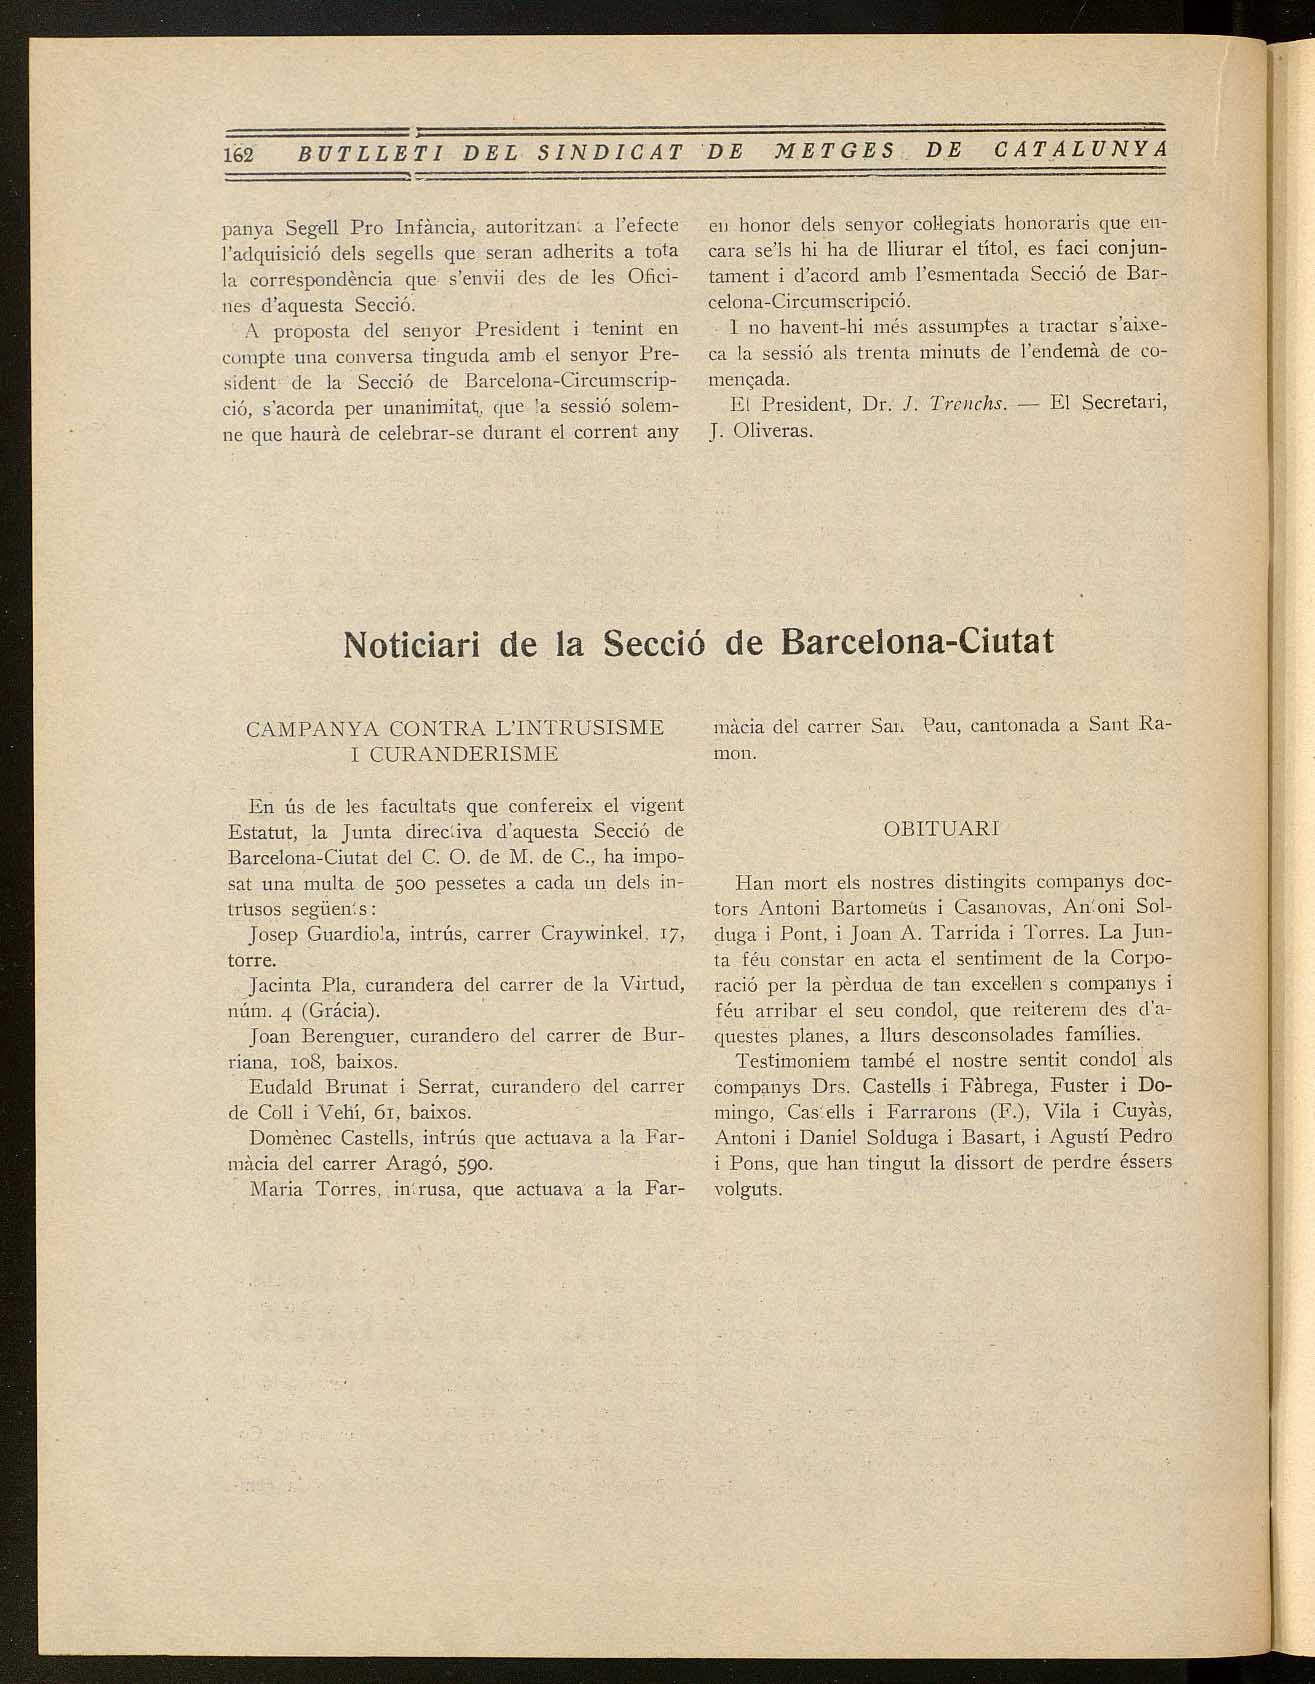 162 BUTLLETI DEL SINDICAT DE METGES DE CATALUNYA
panya Segell Pro Infància, autoritzant a l'efecte
l'adquisició dels segells que seran adherits a tota
la correspondència que s'envii des de les Ofici-
nes d'aquesta Secció.
A proposta del senyor President i tenint en
compte una conversa tinguda amb el senyor Pre-
sident de la Secció de Barcelona-Circumscrip-
ció, s'acorda per unanimitat, que la sessió solem-
ne que haurà de celebrar-se durant el corrent any
en honor dels senyor col·legiats honoraris que en-
cara se'ls hi ha de lliurar el títol, es faci conjun-
tament i d'acord amb l'esmentada Secció de Bar-
celona-Circumscripció.
I no havent-hi més assumptes a tractar s'aixe-
ca la sessió als trenta minuts de l'endemà de co-
mençada.
El President, Dr. J. Trenchs. — El Secretari,
J. Oliveras.
Noticiari de la Secció de Barcelona-Ciutat
CAMPANYA CONTRA L'INTRUSISME
I CURANDERISME
En ús de les facultats que confereix el vigent
Estatut, la Junta directiva d'aquesta Secció de
Barcelona-Ciutat del C. O. de M. de C., ha impo-
sat una multa de 500 pessetes a cada un dels in-
trusos següents:
Josep Guardiola, intrús, carrer Craywinkel, 17,
torre.
Jacinta Pla, curandera del carrer de la Virtud,
núm. 4 (Grácia).
Joan Berenguer, curandero del carrer de Bur-
riana, 108, baixos.
Eudald Brunat i Serrat, curandero del carrer
de Coll i Vehí, 61, baixos.
Domènec Castells, intrús que actuava a la Far-
màcia del carrer Aragó, 590.
Maria Torres, intrusa, que actuava a la Far-
màcia del carrer San Pau, cantonada a Sant Ra-
mon.
OBITUARI
Han mort els nostres distingits companys doc-
tors Antoni Bartomeüs i Casanovas, Antoni Sol-
duga i Pont, i Joan A. Tarrida i Torres. La Jun-
ta féu constar en acta el sentiment de la Corpo-
ració per la pèrdua de tan excel·lents companys i
féu arribar el seu condol, que reiterem des d'a-
questes planes, a llurs desconsolades famílies.
Testimoniem també el nostre sentit condol als
companys Drs. Castells i Fàbrega, Fuster i Do-
mingo, Castells i Farrarons (F.), Vila i Cuyàs,
Antoni i Daniel Solduga i Basart, i Agustí Pedro
i Pons, que han tingut la dissort de perdre éssers
volguts.